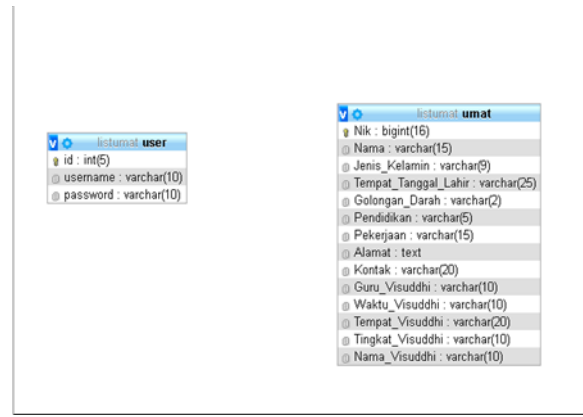 listumat user
id : int(5)
username : varchar(10)
password : varchar(10)
listumat umat
Nik : bigint(16)
Nama : varchar(15)
Jenis_Kelamin : varchar(9)
Tempat_Tanggal_Lahir : varchar(25)
Golongan_Darah : varchar(2)
Pendidikan : varchar(5)
Pekerjaan : varchar(15)
Alamat : text
Kontak : varchar(20)
Guru_Visuddhi : varchar(10)
Waktu_Visuddhi : varchar(10)
Tempat_Visuddhi : varchar(20)
Tingkat_Visuddhi : varchar(10)
Nama_Visuddhi : varchar(10)